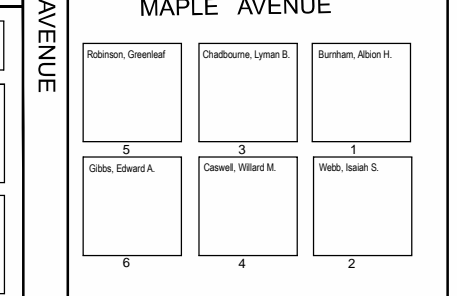 MAPLE AVENUE
AVENUE
Robinson, Greenleaf
Chadbourne, Lyman B.
Burnham, Albion H.
5
3
1
Gibbs, Edward A.
Caswell, Willard M.
Webb, Isaiah S.
6
4
2